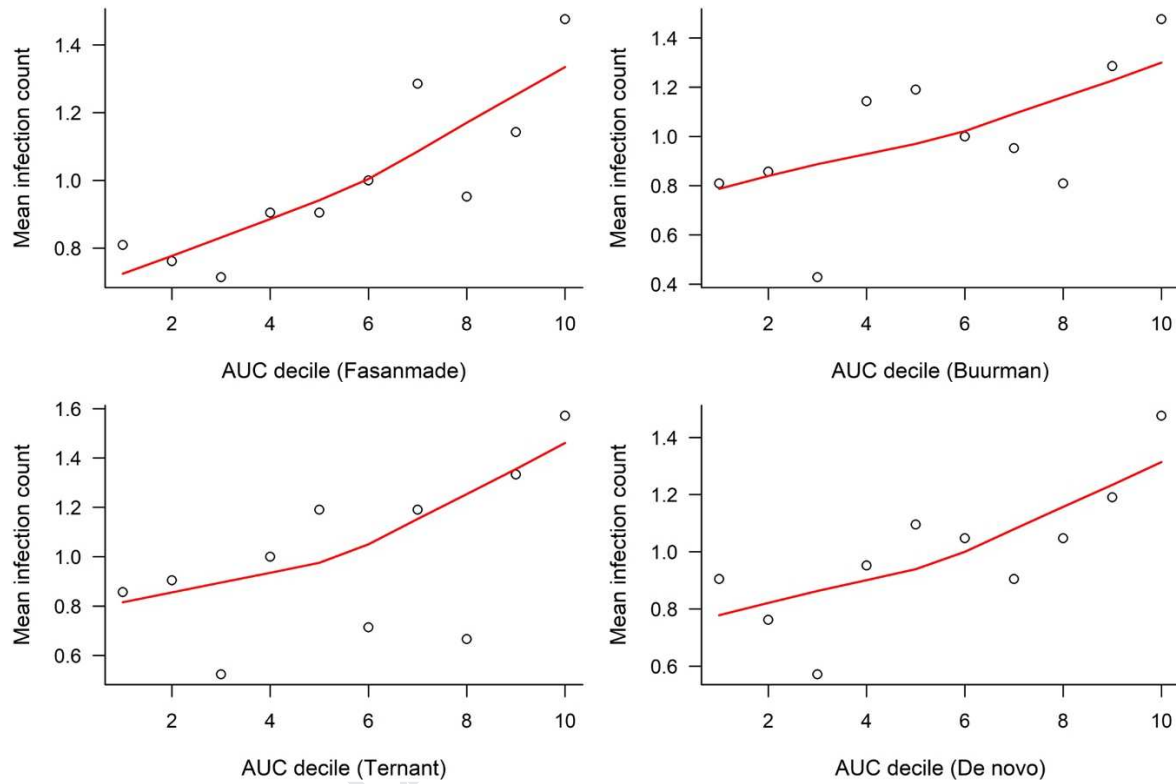 Mean infection count
1.4
1.2
1.0
0.8
2 4 6 8 10
AUC decile (Fasanmade)
Mean infection count
1.4
1.2
1.0
0.8
0.6
0.4
2 4 6 8 10
AUC decile (Buurman)
Mean infection count
1.6
1.4
1.2
1.0
0.8
0.6
2 4 6 8 10
AUC decile (Ternant)
Mean infection count
1.4
1.2
1.0
0.8
0.6
2 4 6 8 10
AUC decile (De novo)